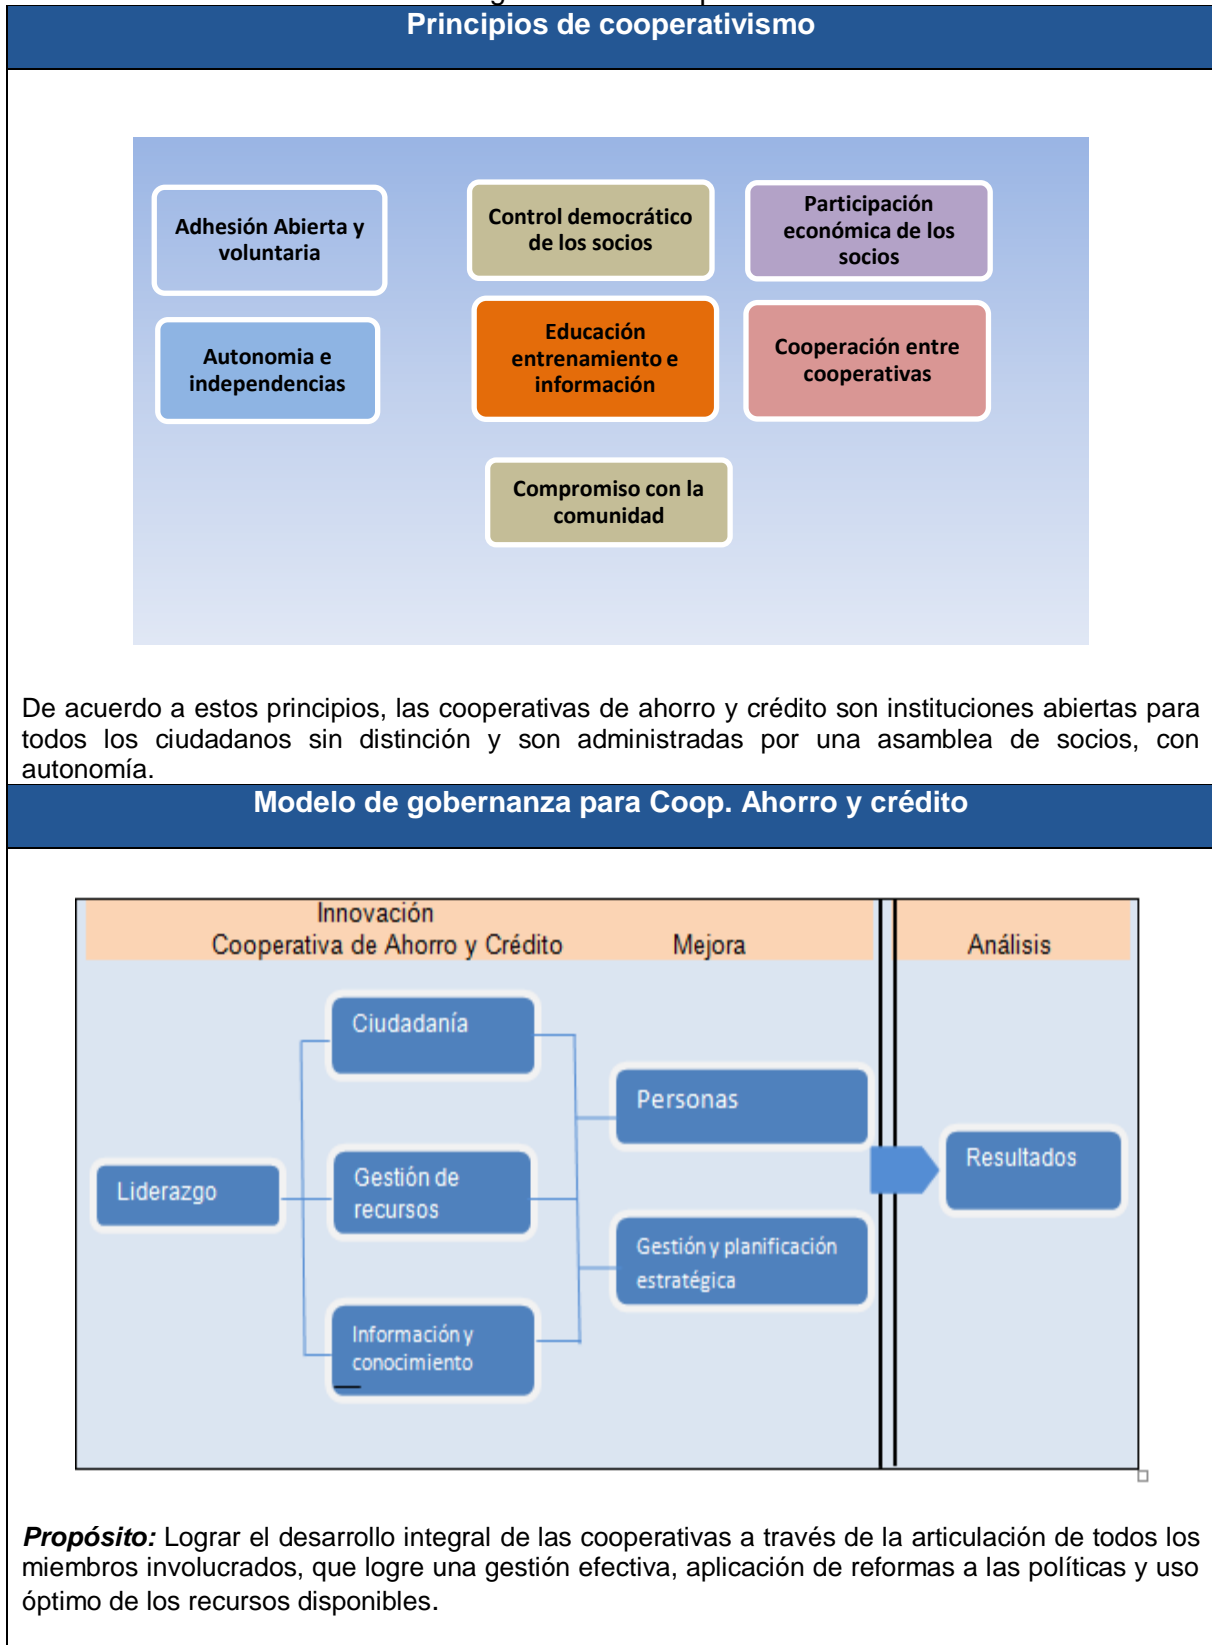 Principios de cooperativismo
Adhesión Abierta y
voluntaria
Control democrático
de los socios
Participación
económica de los
socios
Autonomia e
independencias
Educación
entrenamiento e
información
Cooperación entre
cooperativas
Compromiso con la
comunidad
De acuerdo a estos principios, las cooperativas de ahorro y crédito son instituciones abiertas para
todos los ciudadanos sin distinción y son administradas por una asamblea de socios, con
autonomía.
Modelo de gobernanza para Coop. Ahorro y crédito
Innovación
Cooperativa de Ahorro y Crédito
Mejora
Análisis
Ciudadanía
Personas
Liderazgo
Gestión de
recursos
Resultados
Gestión y planificación
estratégica
Información y
conocimiento
Propósito: Lograr el desarrollo integral de las cooperativas a través de la articulación de todos los
miembros involucrados, que logre una gestión efectiva, aplicación de reformas a las políticas y uso
óptimo de los recursos disponibles.